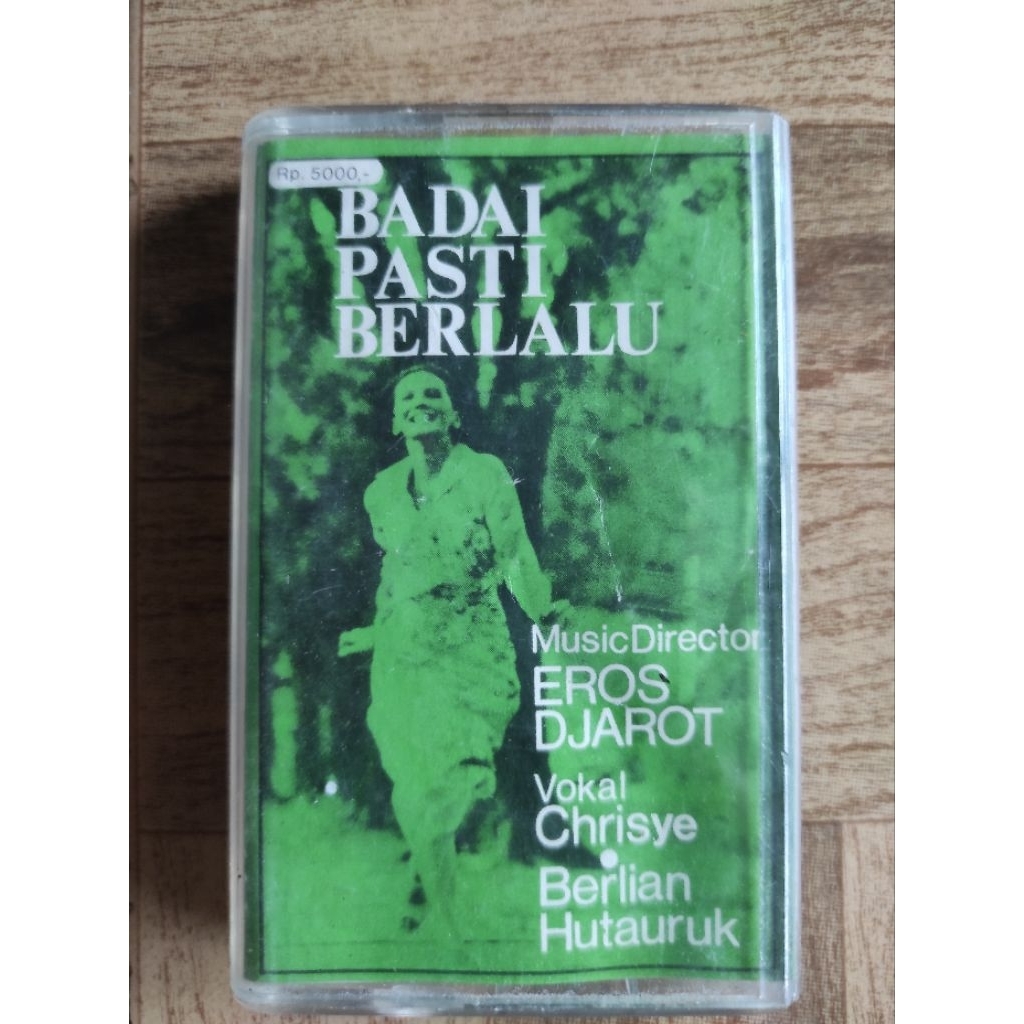 Rp. 5000,-
BADAI
PASTI
BERLALU
Music Director
EROS
DJAROT
Vokal
Chrisye
•
Berlian
Hutauruk